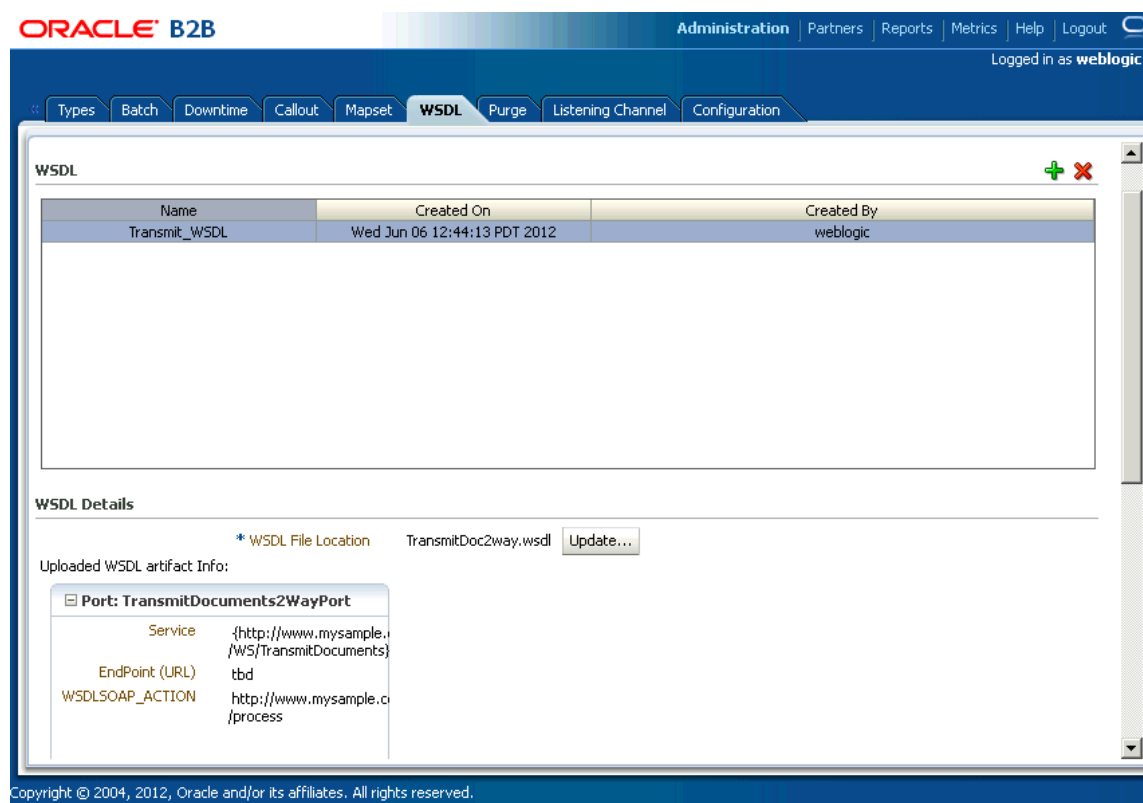 ORACLE B2B
Administration Partners Reports Metrics Help Logout
Logged in as weblogic
Types Batch Downtime Callout Mapset WSDL Purge Listening Channel Configuration
WSDL
Name Created On Created By
Transmit_WSDL Wed Jun 06 12:44:13 PDT 2012 weblogic
WSDL Details
* WSDL File Location TransmitDoc2way.wsdl Update...
Uploaded WSDL artifact Info:
Port: TransmitDocuments2WayPort
Service {http://www.mysample.
/WS/TransmitDocuments}
EndPoint (URL) tbd
WSDLSOAP_ACTION http://www.mysample.c
/process
Copyright © 2004, 2012, Oracle and/or its affiliates. All rights reserved.